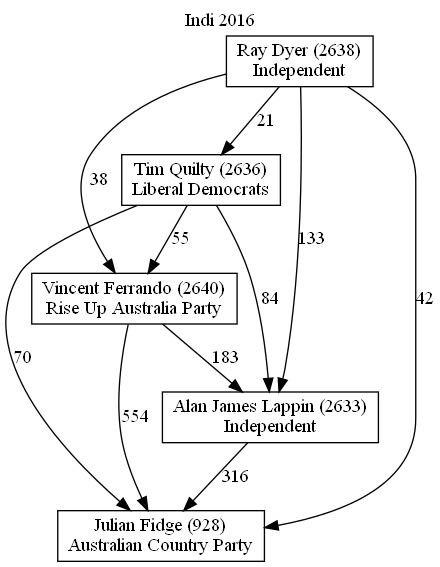 Indi 2016
Ray Dyer (2638)
Independent
21
Tim Quilty (2636)
Liberal Democrats
38
55
133
Vincent Ferrando (2640)
Rise Up Australia Party
84
42
70
183
Alan James Lappin (2633)
Independent
554
316
Julian Fidge (928)
Australian Country Party